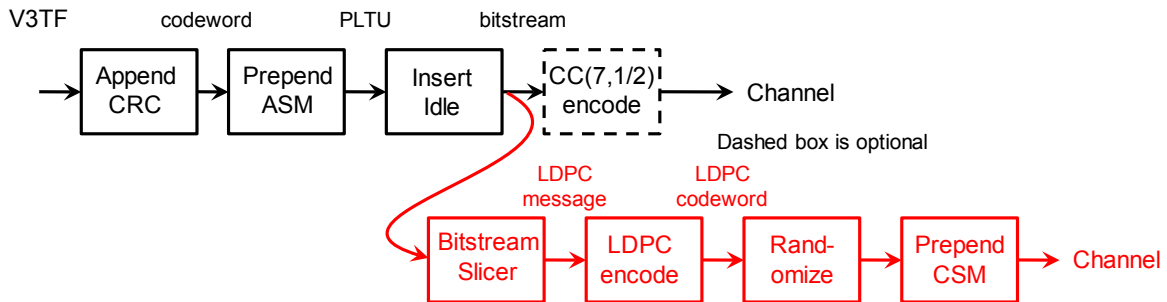 V3TF
codeword
PLTU
bitstream
Append
CRC
Prepend
ASM
Insert
Idle
CC(7,1/2)
encode
Channel
Dashed box is optional
LDPC
message
LDPC
codeword
Bitstream
Slicer
LDPC
encode
Rand-
omize
Prepend
CSM
Channel